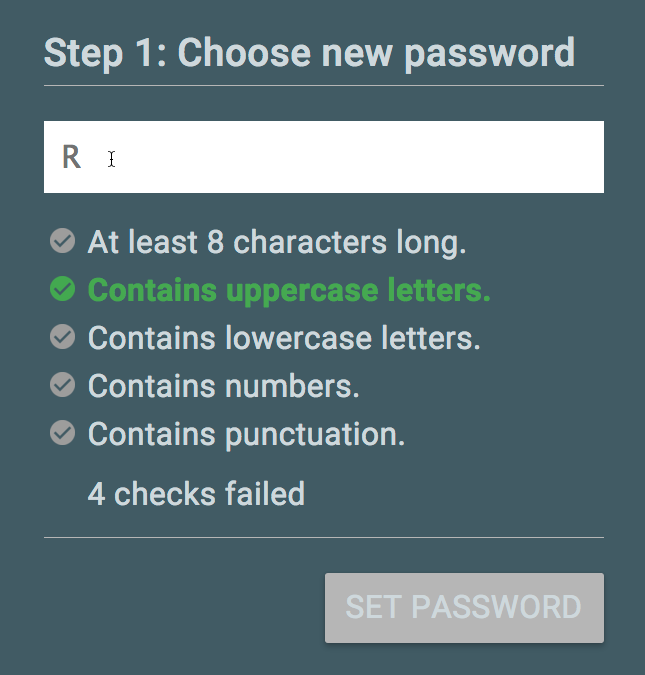 Step 1: Choose new password
R
At least 8 characters long.
Contains uppercase letters.
Contains lowercase letters.
Contains numbers.
Contains punctuation.
4 checks failed
SET PASSWORD